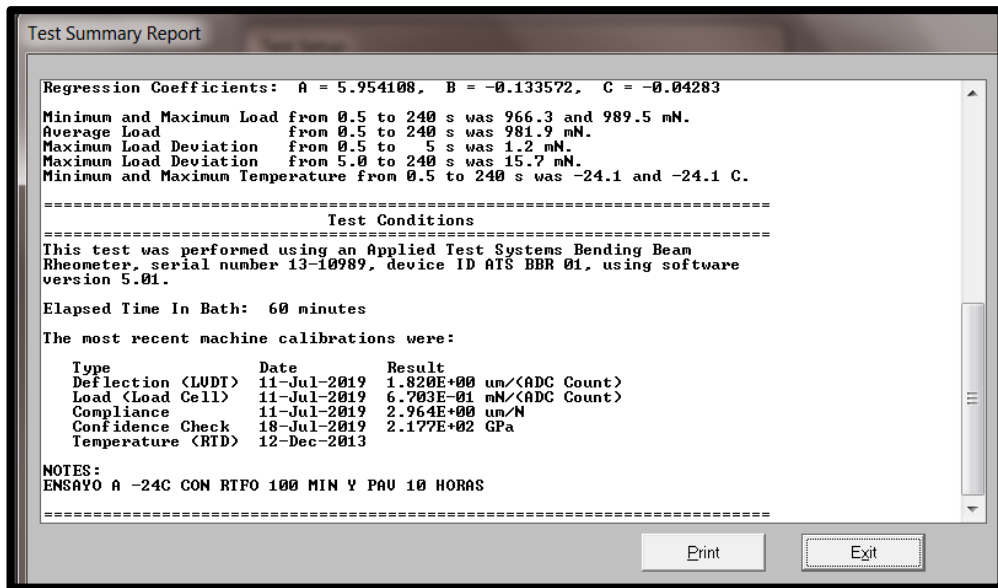 Test Summary Report
Regression Coefficients: A = 5.954108, B = -0.133572, C = -0.04283
Minimum and Maximum Load from 0.5 to 240 s was 966.3 and 989.5 mN.
Average Load from 0.5 to 240 s was 981.9 mN.
Maximum Load Deviation from 0.5 to 5 s was 1.2 mN.
Maximum Load Deviation from 5.0 to 240 s was 15.7 mN.
Minimum and Maximum Temperature from 0.5 to 240 s was -24.1 and -24.1 C.
================================================================================
Test Conditions
================================================================================
This test was performed using an Applied Test Systems Bending Beam
Rheometer, serial number 13-10989, device ID ATS BBR 01, using software
version 5.01.
Elapsed Time In Bath: 60 minutes
The most recent machine calibrations were:
Type Date Result
Deflection (LVDT) 11-Jul-2019 1.820E+00 um/(ADC Count)
Load (Load Cell) 11-Jul-2019 6.703E-01 mN/(ADC Count)
Compliance 11-Jul-2019 2.964E+00 um/N
Confidence Check 18-Jul-2019 2.177E+02 GPa
Temperature (RTD) 12-Dec-2013
NOTES:
ENSAYO A -24C CON RTFO 100 MIN Y PAV 10 HORAS
================================================================================
Print Exit